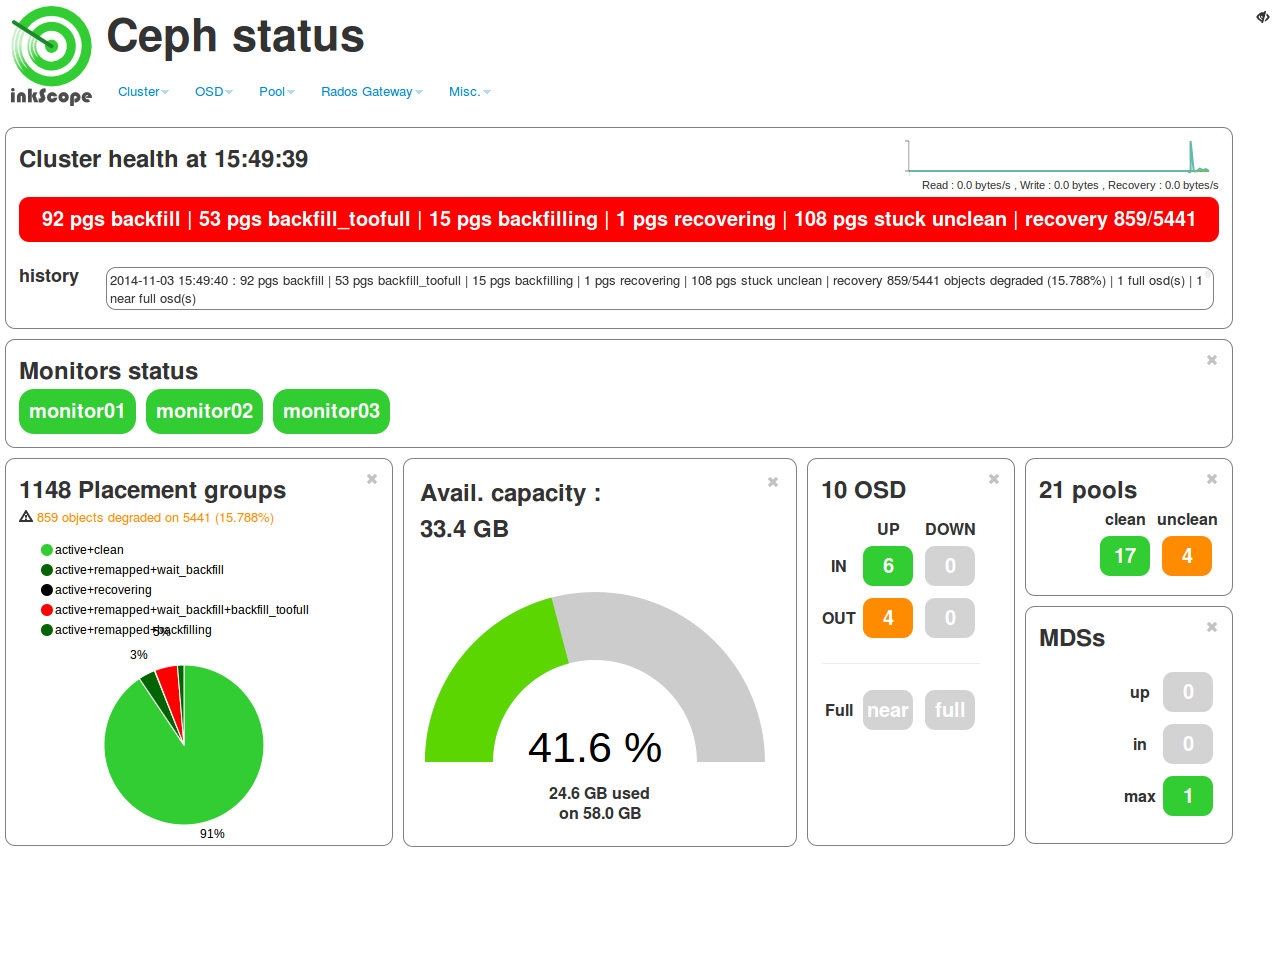 Ceph status
inkScope
Cluster OSD Pool Rados Gateway Misc.
Cluster health at 15:49:39
Read : 0.0 bytes/s , Write : 0.0 bytes , Recovery : 0.0 bytes/s
92 pgs backfill | 53 pgs backfill_toofull | 15 pgs backfilling | 1 pgs recovering | 108 pgs stuck unclean | recovery 859/5441
history
2014-11-03 15:49:40 : 92 pgs backfill | 53 pgs backfill_toofull | 15 pgs backfilling | 1 pgs recovering | 108 pgs stuck unclean | recovery 859/5441 objects degraded (15.788%) | 1 full osd(s) | 1
near full osd(s)
Monitors status
monitor01 monitor02 monitor03
1148 Placement groups
859 objects degraded on 5441 (15.788%)
active+clean
active+remapped+wait_backfill
active+recovering
active+remapped+wait_backfill+backfill_toofull
active+remapped+backfilling
5%
3%
91%
Avail. capacity :
33.4 GB
41.6 %
24.6 GB used
on 58.0 GB
10 OSD
UP DOWN
IN 6 0
OUT 4 0
Full near full
21 pools
clean unclean
17 4
MDSs
up 0
in 0
max 1